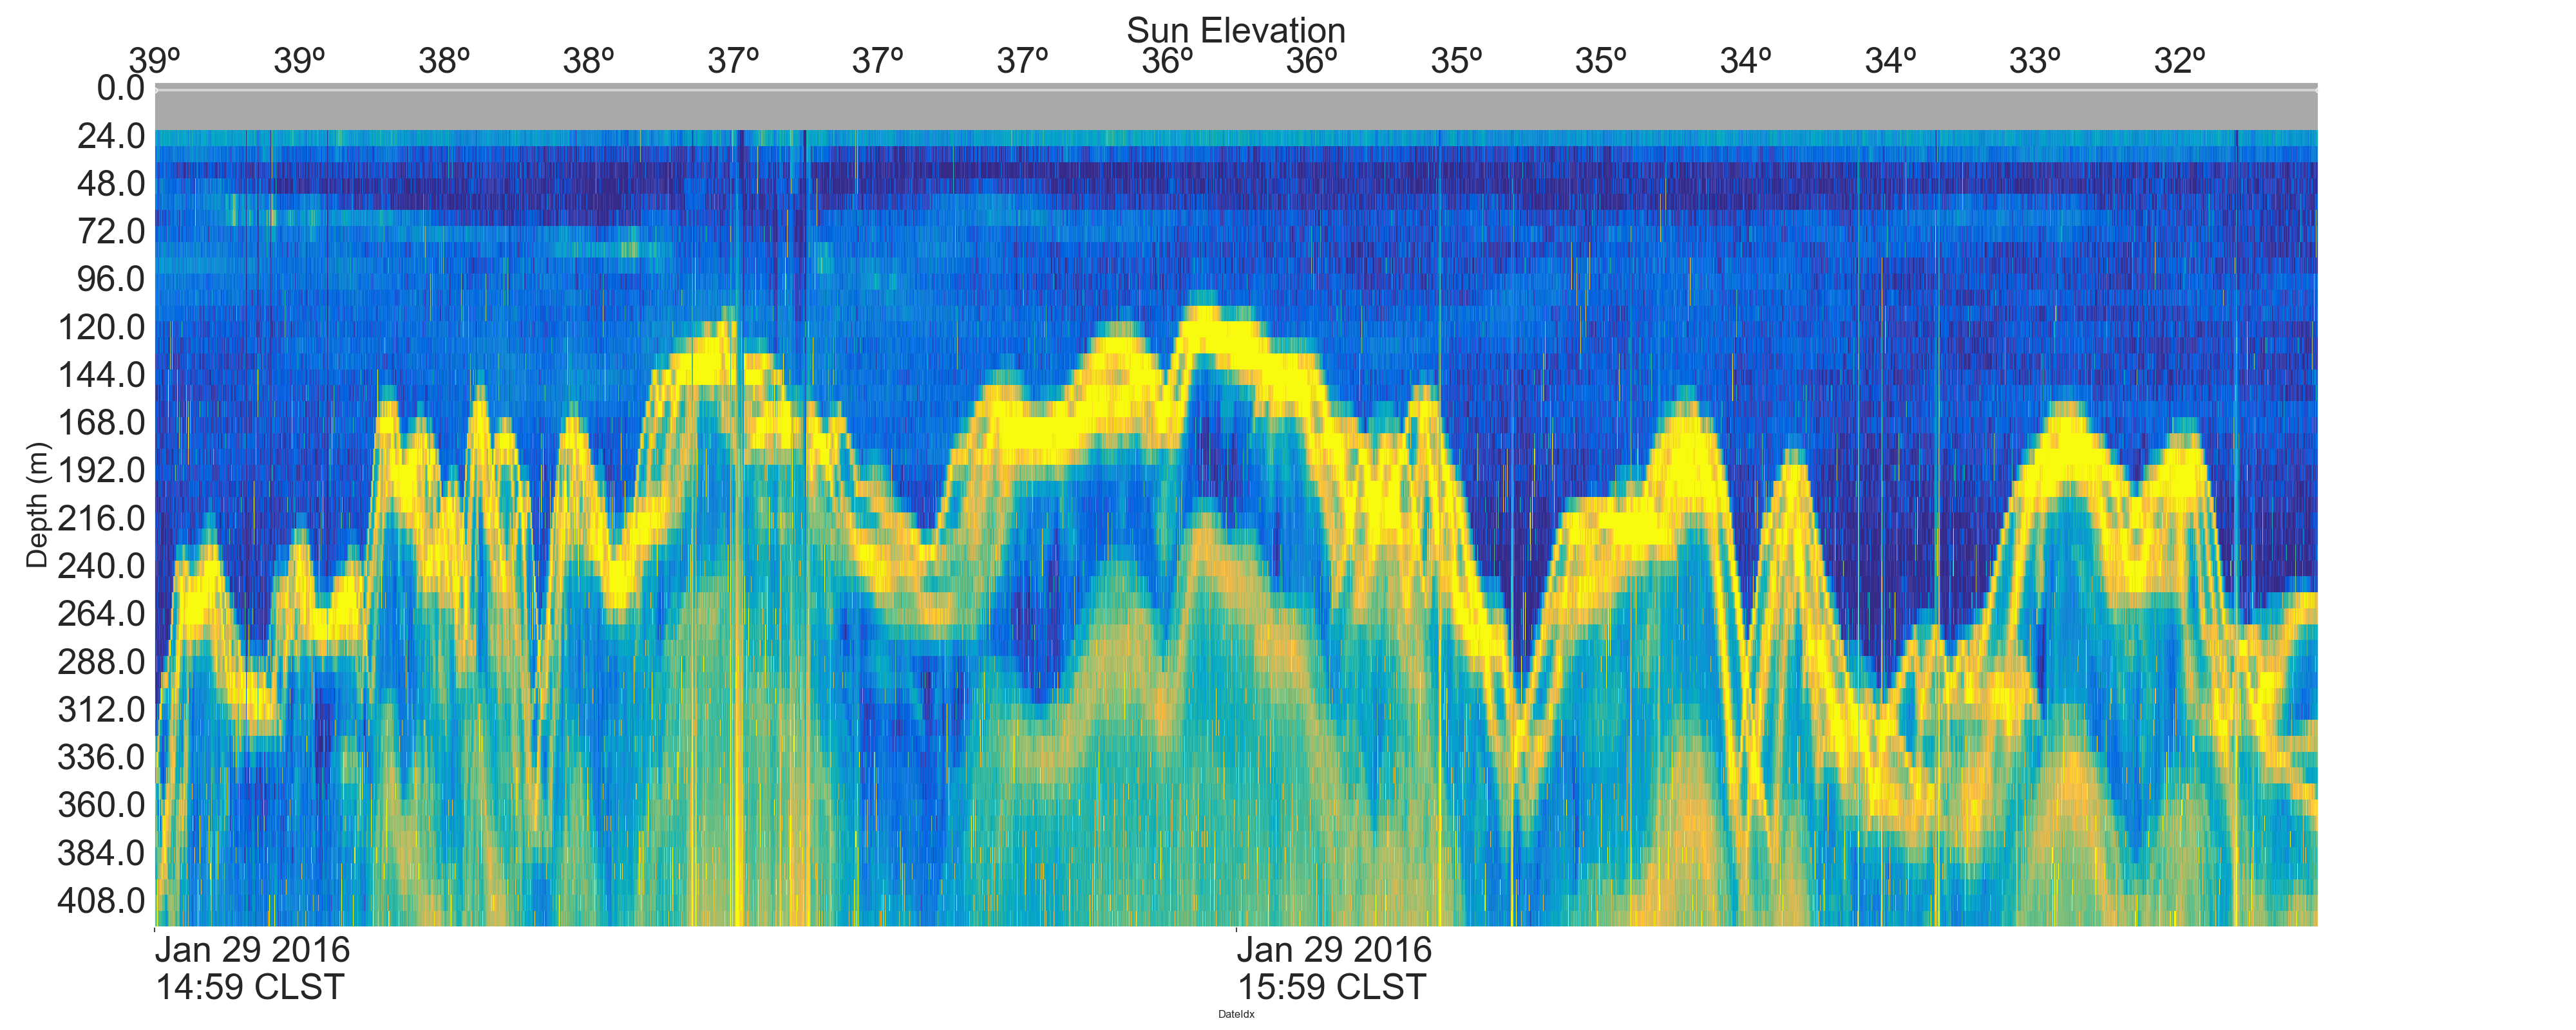 Sun Elevation
39º 39º 38º 38º 37º 37º 37º 36º 36º 35º 35º 34º 34º 33º 32º
0.0
24.0
48.0
72.0
96.0
120.0
144.0
168.0
192.0
216.0
240.0
264.0
288.0
312.0
336.0
360.0
384.0
408.0
Depth (m)
Jan 29 2016
14:59 CLST
Jan 29 2016
15:59 CLST
DateIdx